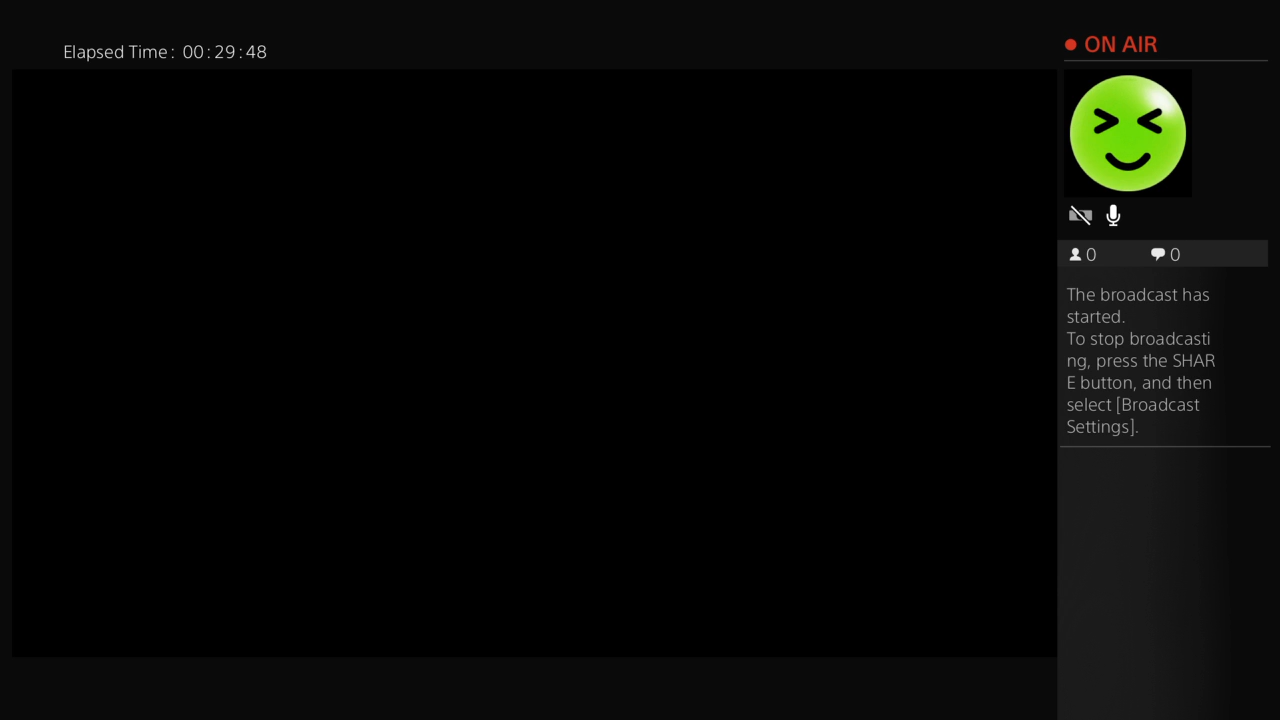 Elapsed Time: 00:29:48
ON AIR
0 0
The broadcast has
started.
To stop broadcasti
ng, press the SHAR
E button, and then
select [Broadcast
Settings].